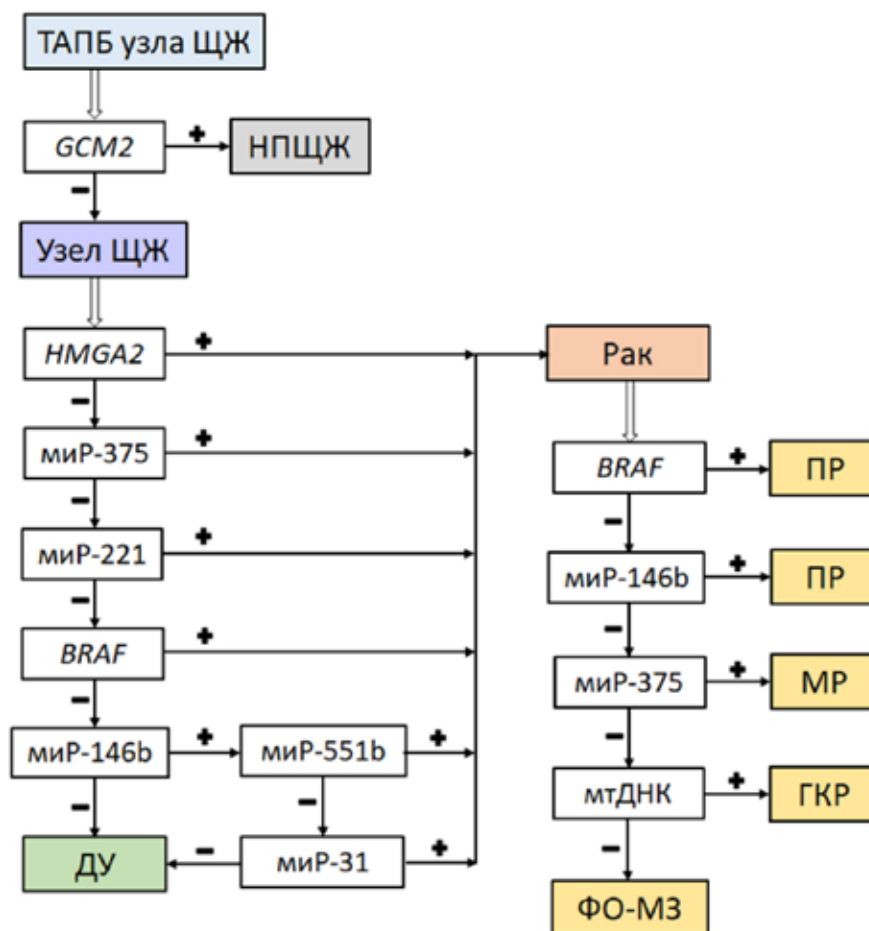 ТАПБ узла ЩЖ
GCM2
+
НПЩЖ
-
Узел ЩЖ
HMGA2
+
Рак
-
миР-375
+
-
миР-221
+
-
BRAF
+
-
миР-146b
+
миР-551b
+
-
-
ДУ
-
миР-31
+
BRAF
+
ПР
-
миР-146b
+
ПР
-
миР-375
+
МР
-
мтДНК
+
ГКР
-
ФО-МЗ